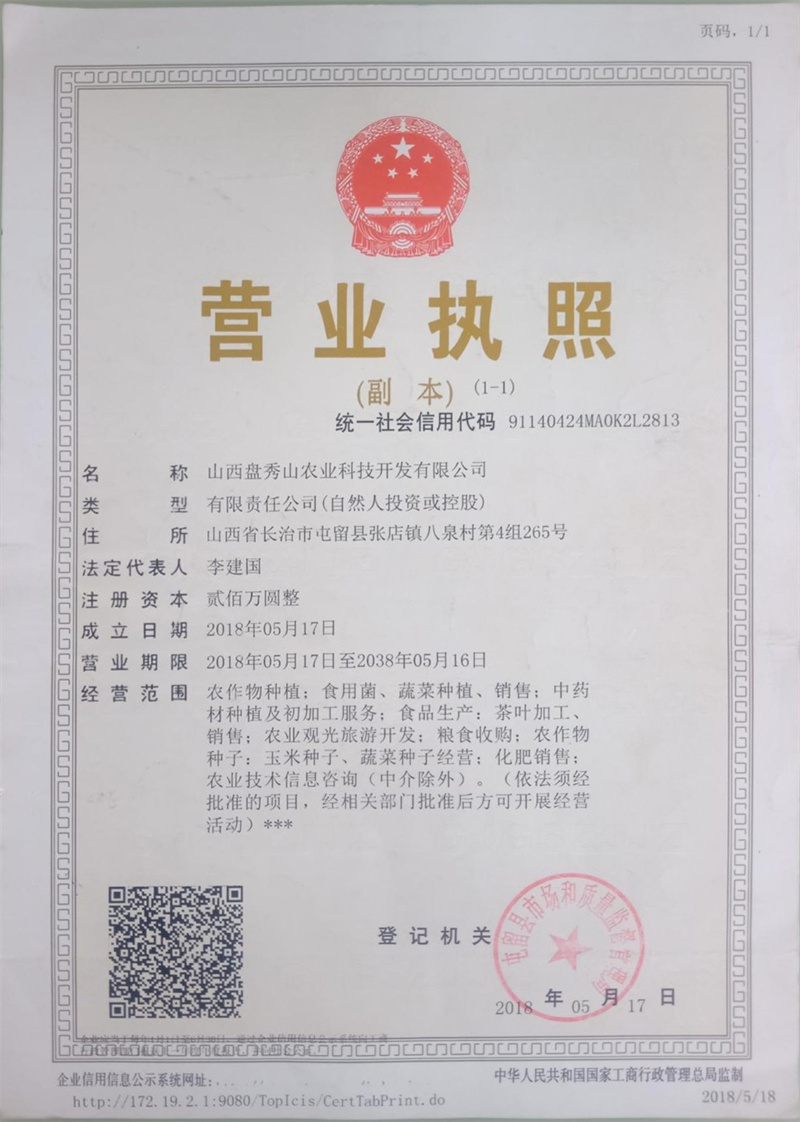 页码，1/1
营业执照
(副 本) (1-1)
统一社会信用代码 91140424MA0K2L2813
名 称 山西盘秀山农业科技开发有限公司
类 型 有限责任公司(自然人投资或控股)
住 所 山西省长治市屯留县张店镇八泉村第4组265号
法定代表人 李建国
注册资本 贰佰万圆整
成立日期 2018年05月17日
营业期限 2018年05月17日至2038年05月16日
经营范围 农作物种植；食用菌、蔬菜种植、销售；中药
材种植及初加工服务；食品生产：茶叶加工、
销售；农业观光旅游开发；粮食收购；农作物
种子：玉米种子、蔬菜种子经营；化肥销售；
农业技术信息咨询（中介除外）。（依法须经
批准的项目，经相关部门批准后方可开展经营
活动）***
登记机关
屯留县市场和质量监督管理局
2018 年 05 月 17 日
企业信用信息公示系统网址：
中华人民共和国国家工商行政管理总局监制
http://172.19.2.1:9080/TopIcis/CertTabPrint.do
2018/5/18